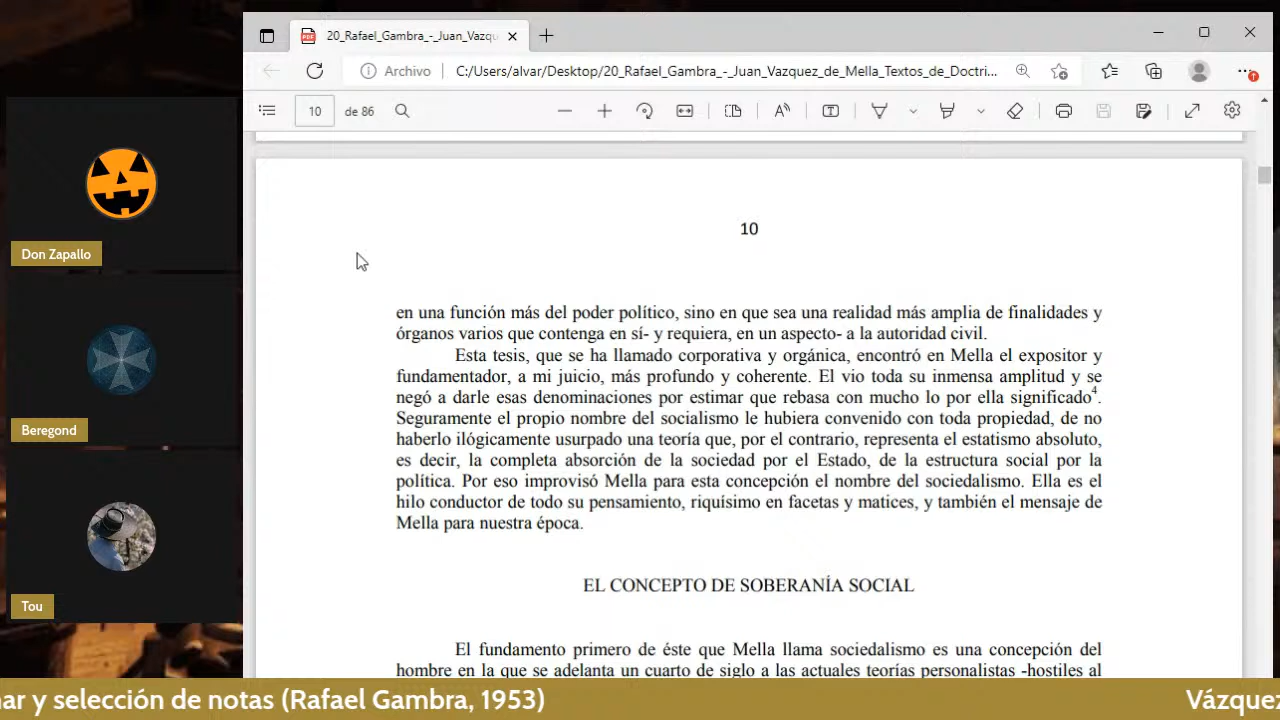 20_Rafael_Gambra_-_Juan_Vazqu
Archivo
C:/Users/alvar/Desktop/20_Rafael_Gambra_-_Juan_Vazquez_de_Mella_Textos_de_Doctri...
10 de 86
Don Zapallo
Beregond
Tou
10
en una función más del poder político, sino en que sea una realidad más amplia de finalidades y
órganos varios que contenga en sí- y requiera, en un aspecto- a la autoridad civil.
Esta tesis, que se ha llamado corporativa y orgánica, encontró en Mella el expositor y
fundamentador, a mi juicio, más profundo y coherente. El vio toda su inmensa amplitud y se
negó a darle esas denominaciones por estimar que rebasa con mucho lo por ella significado4.
Seguramente el propio nombre del socialismo le hubiera convenido con toda propiedad, de no
haberlo ilógicamente usurpado una teoría que, por el contrario, representa el estatismo absoluto,
es decir, la completa absorción de la sociedad por el Estado, de la estructura social por la
política. Por eso improvisó Mella para esta concepción el nombre del sociedalismo. Ella es el
hilo conductor de todo su pensamiento, riquísimo en facetas y matices, y también el mensaje de
Mella para nuestra época.
EL CONCEPTO DE SOBERANÍA SOCIAL
El fundamento primero de éste que Mella llama sociedalismo es una concepción del
hombre en la que se adelanta un cuarto de siglo a las actuales teorías personalistas -hostiles al
nar y selección de notas (Rafael Gambra, 1953)
Vázquez